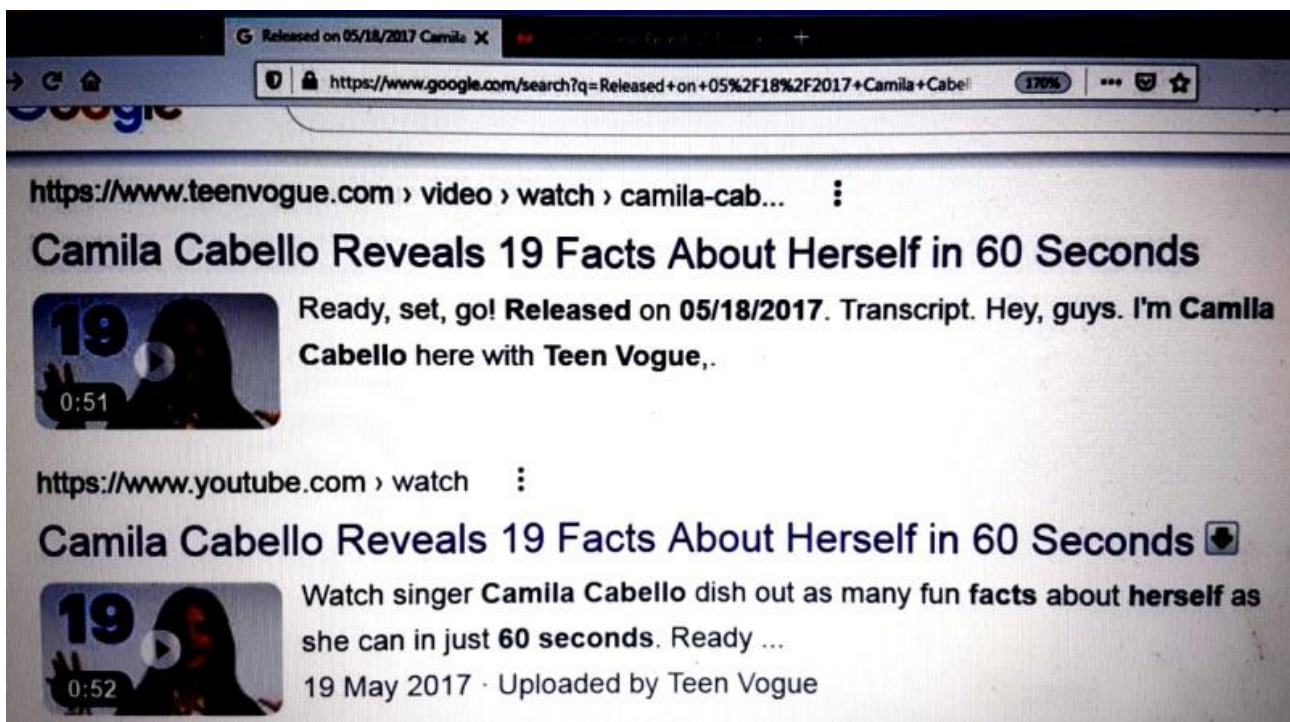 G Released on 05/18/2017 Camila X
https://www.google.com/search?q=Released+on+05%2F18%2F2017+Camila+Cabel 170%
Google
https://www.teenvogue.com › video › watch › camila-cab...
Camila Cabello Reveals 19 Facts About Herself in 60 Seconds
19
0:51
Ready, set, go! Released on 05/18/2017. Transcript. Hey, guys. I'm Camila
Cabello here with Teen Vogue,.
https://www.youtube.com › watch
Camila Cabello Reveals 19 Facts About Herself in 60 Seconds
19
0:52
Watch singer Camila Cabello dish out as many fun facts about herself as
she can in just 60 seconds. Ready ...
19 May 2017 · Uploaded by Teen Vogue